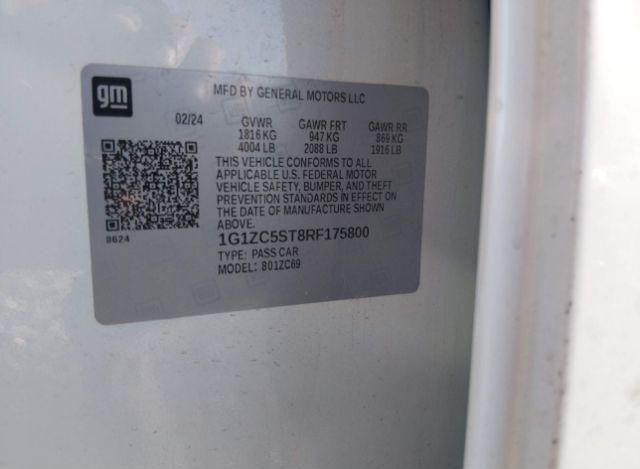 gm
MFD BY GENERAL MOTORS LLC
02/24 GVWR GAWR FRT GAWR RR
1816 KG 947 KG 869 KG
4004 LB 2088 LB 1916 LB
THIS VEHICLE CONFORMS TO ALL
APPLICABLE U.S. FEDERAL MOTOR
VEHICLE SAFETY, BUMPER, AND THEFT
PREVENTION STANDARDS IN EFFECT ON
THE DATE OF MANUFACTURE SHOWN
ABOVE.
8624
1G1ZC5ST8RF175800
TYPE: PASS CAR
MODEL: 801ZC69